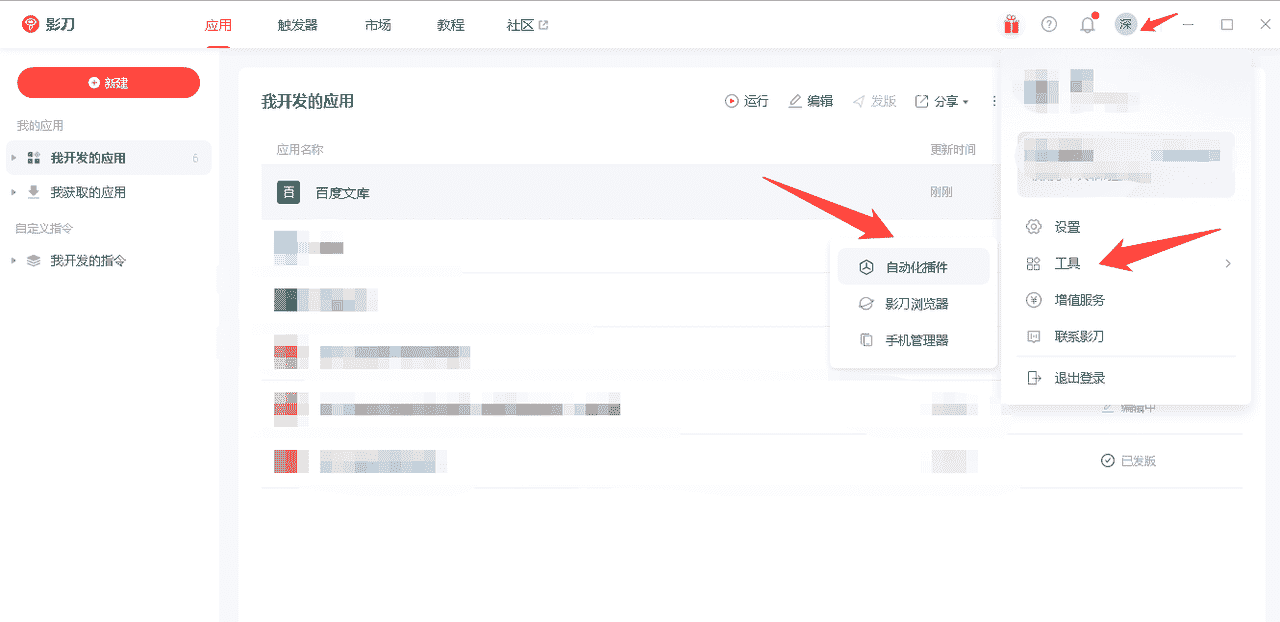 影刀
应用 触发器 市场 教程 社区 深
新建
我的应用
我开发的应用 6
我获取的应用
自定义指令
我开发的指令
我开发的应用 运行 编辑 发版 分享
应用名称 更新时间
百 百度文库 刚刚
自动化插件
影刀浏览器
手机管理器
设置
工具
增值服务
联系影刀
退出登录
编辑中
已发版